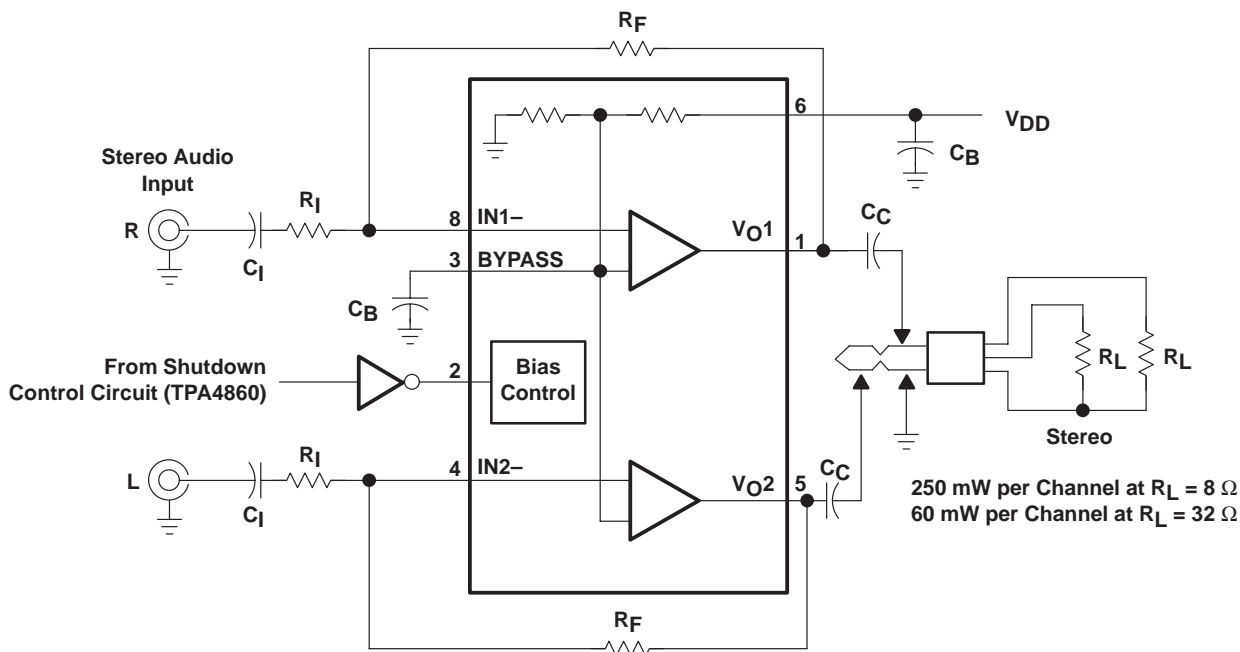 RF
6
VDD
CB
Stereo Audio
Input
RI
R
CI
8
IN1–
VO1
1
CC
3
BYPASS
CB
From Shutdown
Control Circuit (TPA4860)
2
Bias
Control
RL
RL
Stereo
RI
L
CI
4
IN2–
VO2
5
CC
250 mW per Channel at RL = 8 Ω
60 mW per Channel at RL = 32 Ω
RF